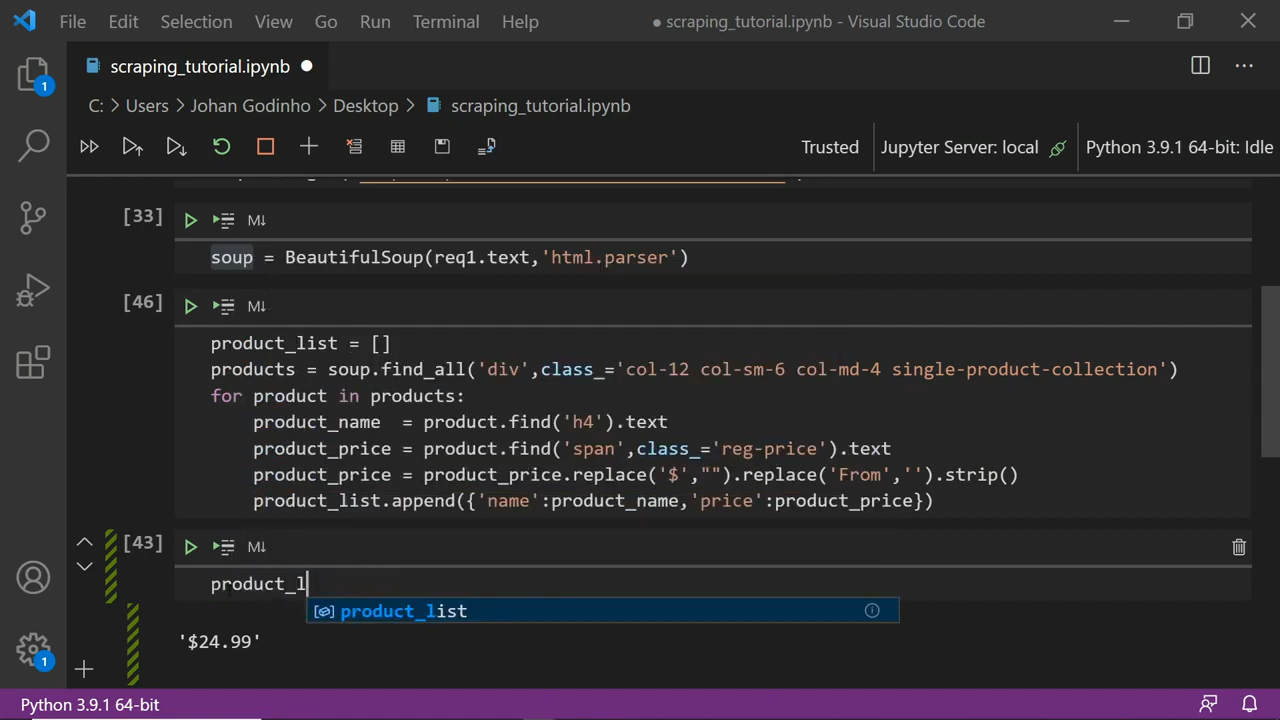 File Edit Selection View Go Run Terminal Help
● scraping_tutorial.ipynb - Visual Studio Code
scraping_tutorial.ipynb ●
C: > Users > Johan Godinho > Desktop > scraping_tutorial.ipynb
Trusted Jupyter Server: local Python 3.9.1 64-bit: Idle
[33] M↓
soup = BeautifulSoup(req1.text,'html.parser')
[46] M↓
product_list = []
products = soup.find_all('div',class_='col-12 col-sm-6 col-md-4 single-product-collection')
for product in products:
product_name = product.find('h4').text
product_price = product.find('span',class_='reg-price').text
product_price = product_price.replace('$',"").replace('From','').strip()
product_list.append({'name':product_name,'price':product_price})
[43] M↓
product_l
product_list
'$24.99'
Python 3.9.1 64-bit
1
1